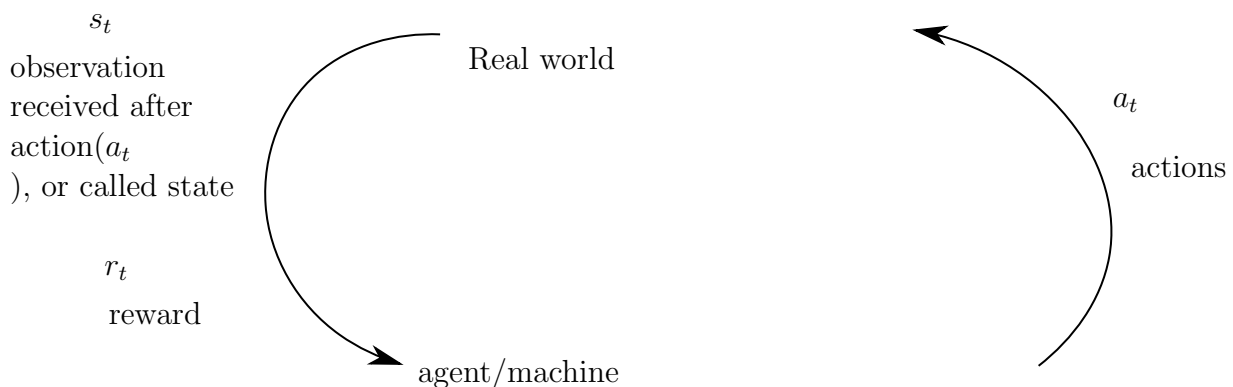 s_t
observation
received after
action(a_t
), or called state
r_t
reward
Real world
agent/machine
a_t
actions